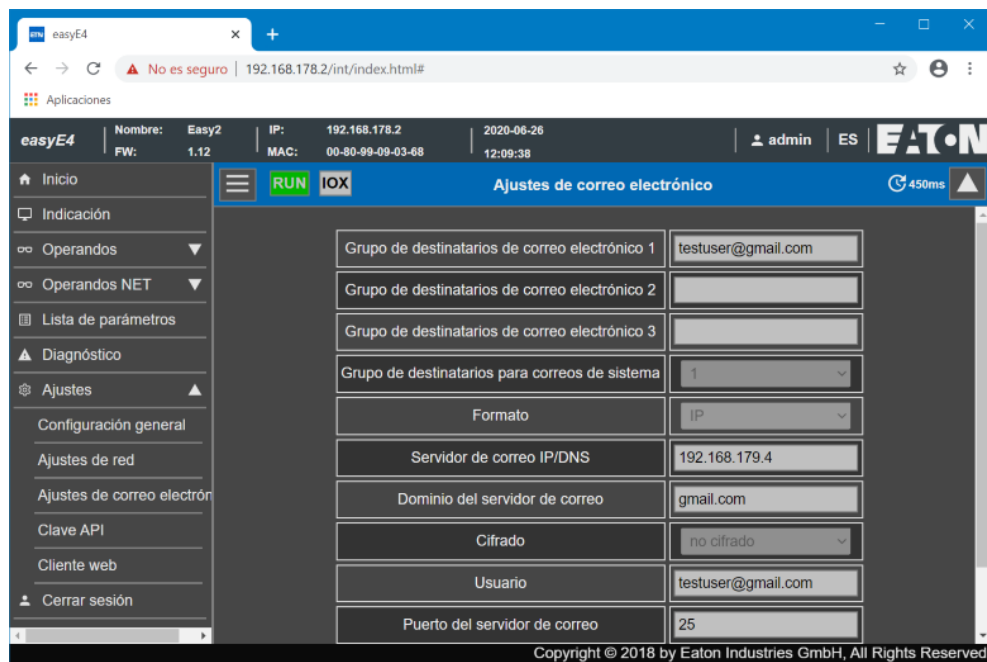 ETN easyE4
No es seguro | 192.168.178.2/int/index.html#
Aplicaciones
easyE4 Nombre: Easy2 IP: 192.168.178.2 2020-06-26 admin ES EATON
FW: 1.12 MAC: 00-80-99-09-03-68 12:09:38
Inicio
Indicación
Operandos
Operandos NET
Lista de parámetros
Diagnóstico
Ajustes
Configuración general
Ajustes de red
Ajustes de correo electrón
Clave API
Cliente web
Cerrar sesión
RUN IOX Ajustes de correo electrónico 450ms
Grupo de destinatarios de correo electrónico 1 testuser@gmail.com
Grupo de destinatarios de correo electrónico 2
Grupo de destinatarios de correo electrónico 3
Grupo de destinatarios para correos de sistema 1
Formato IP
Servidor de correo IP/DNS 192.168.179.4
Dominio del servidor de correo gmail.com
Cifrado no cifrado
Usuario testuser@gmail.com
Puerto del servidor de correo 25
Copyright © 2018 by Eaton Industries GmbH, All Rights Reserved